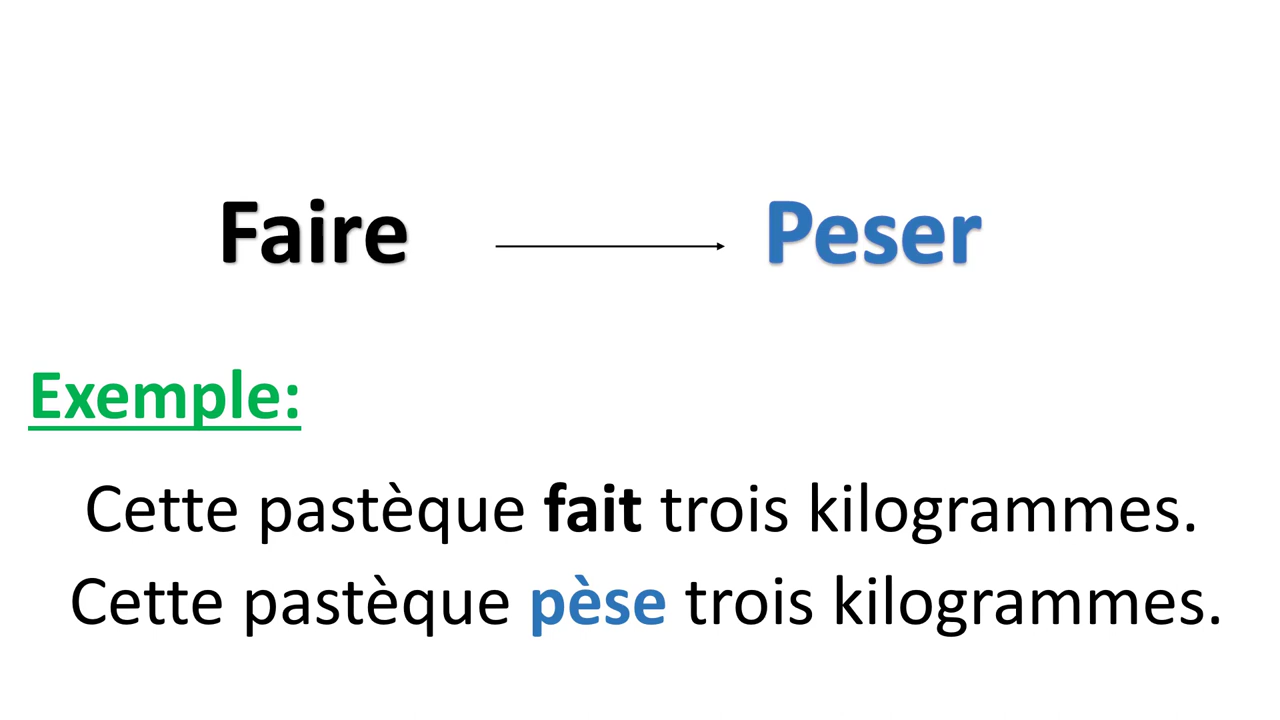 Faire Peser
Exemple:
Cette pastèque fait trois kilogrammes.
Cette pastèque pèse trois kilogrammes.